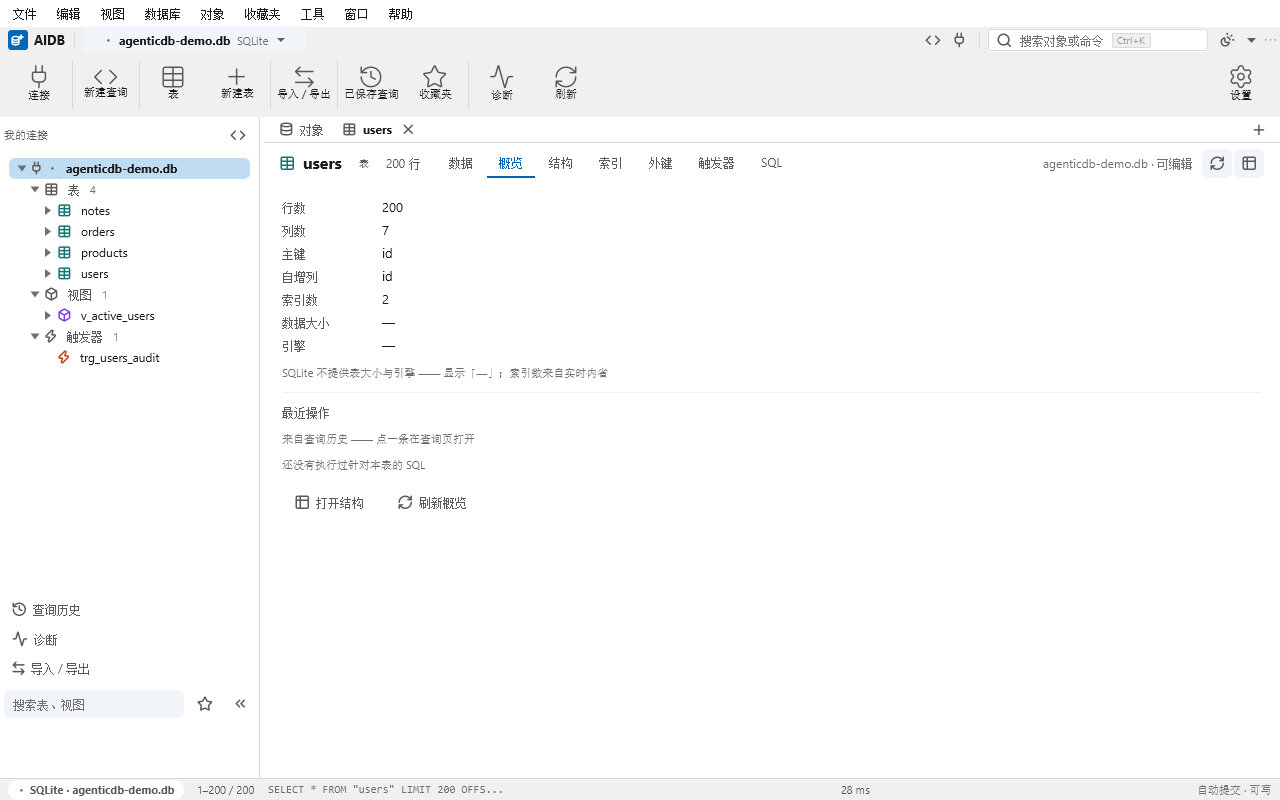 文件 编辑 视图 数据库 对象 收藏夹 工具 窗口 帮助
AIDB · agenticdb-demo.db SQLite 搜索对象或命令 Ctrl+K
连接 新建查询 表 新建表 导入 / 导出 已保存查询 收藏夹 诊断 刷新 设置
我的连接
对象 users
· agenticdb-demo.db
users 表 200 行 数据 概览 结构 索引 外键 触发器 SQL agenticdb-demo.db · 可编辑
表 4
notes
orders
products
users
视图 1
v_active_users
触发器 1
trg_users_audit
行数 200
列数 7
主键 id
自增列 id
索引数 2
数据大小 —
引擎 —
SQLite 不提供表大小与引擎 —— 显示「—」；索引数来自实时内省
最近操作
来自查询历史 —— 点一条在查询页打开
还没有执行过针对本表的 SQL
打开结构 刷新概览
查询历史
诊断
导入 / 导出
搜索表、视图
· SQLite · agenticdb-demo.db 1–200 / 200 SELECT * FROM "users" LIMIT 200 OFFS... 28 ms 自动提交 · 可写